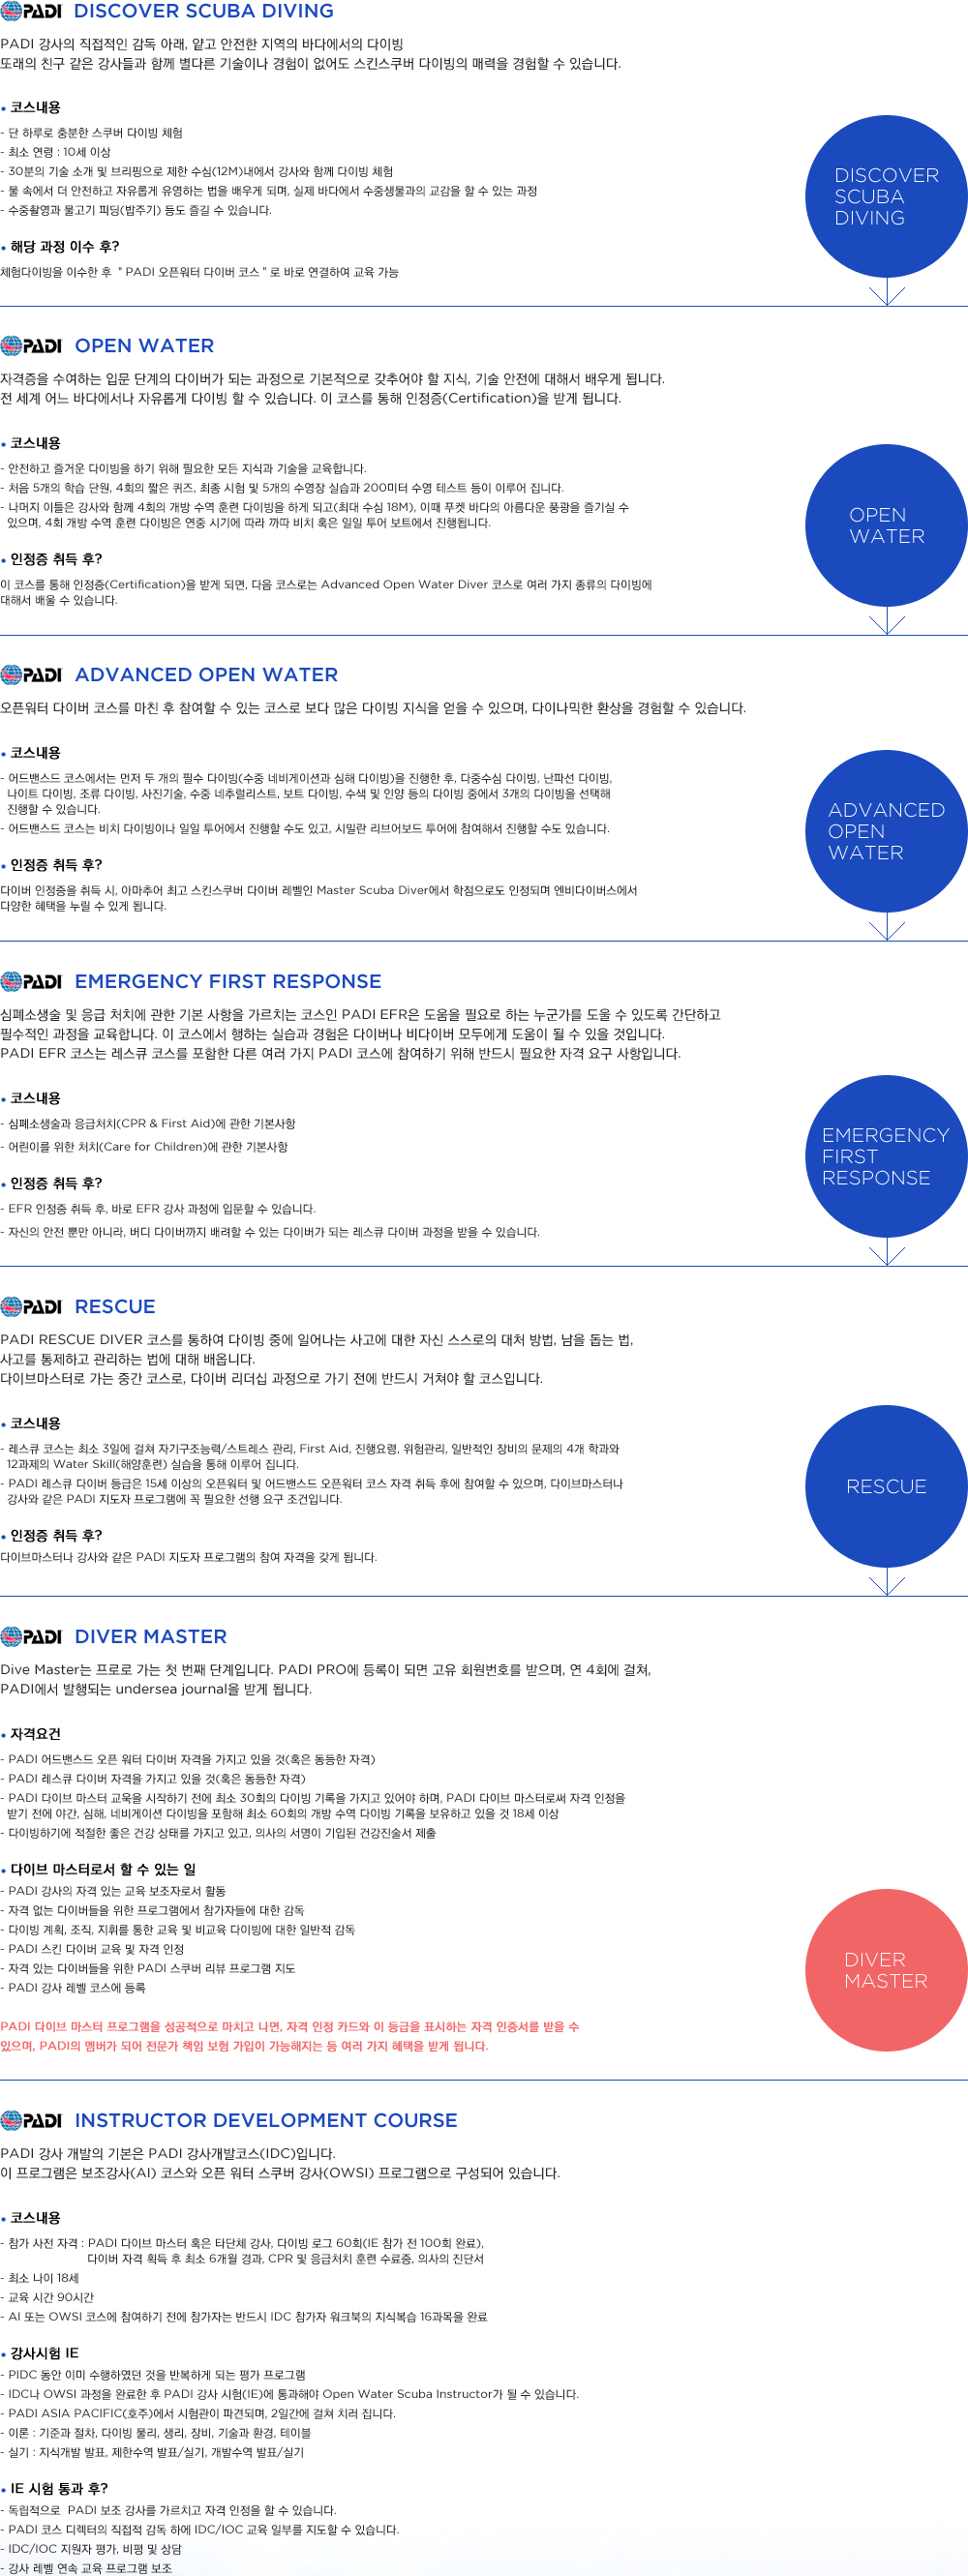 PADI DISCOVER SCUBA DIVING
PADI 강사의 직접적인 감독 아래, 얕고 안전한 지역의 바다에서의 다이빙
또래의 친구 같은 강사들과 함께 별다른 기술이나 경험이 없어도 스킨스쿠버 다이빙의 매력을 경험할 수 있습니다.
• 코스내용
- 단 하루로 충분한 스쿠버 다이빙 체험
- 최소 연령 : 10세 이상
- 30분의 기술 소개 및 브리핑으로 제한 수심(12M)내에서 강사와 함께 다이빙 체험
- 물 속에서 더 안전하고 자유롭게 유영하는 법을 배우게 되며, 실제 바다에서 수중생물과의 교감을 할 수 있는 과정
- 수중촬영과 물고기 피딩(밥주기) 등도 즐길 수 있습니다.
• 해당 과정 이수 후?
체험다이빙을 이수한 후 " PADI 오픈워터 다이버 코스 " 로 바로 연결하여 교육 가능
DISCOVER
SCUBA
DIVING
PADI OPEN WATER
자격증을 수여하는 입문 단계의 다이버가 되는 과정으로 기본적으로 갖추어야 할 지식, 기술 안전에 대해서 배우게 됩니다.
전 세계 어느 바다에서나 자유롭게 다이빙 할 수 있습니다. 이 코스를 통해 인정증(Certification)을 받게 됩니다.
• 코스내용
- 안전하고 즐거운 다이빙을 하기 위해 필요한 모든 지식과 기술을 교육합니다.
- 처음 5개의 학습 단원, 4회의 짧은 퀴즈, 최종 시험 및 5개의 수영장 실습과 200미터 수영 테스트 등이 이루어 집니다.
- 나머지 이틀은 강사와 함께 4회의 개방 수역 훈련 다이빙을 하게 되고(최대 수심 18M), 이때 푸켓 바다의 아름다운 풍광을 즐기실 수
있으며, 4회 개방 수역 훈련 다이빙은 연중 시기에 따라 까따 비치 혹은 일일 투어 보트에서 진행됩니다.
• 인정증 취득 후?
이 코스를 통해 인정증(Certification)을 받게 되면, 다음 코스로는 Advanced Open Water Diver 코스로 여러 가지 종류의 다이빙에
대해서 배울 수 있습니다.
OPEN
WATER
PADI ADVANCED OPEN WATER
오픈워터 다이버 코스를 마친 후 참여할 수 있는 코스로 보다 많은 다이빙 지식을 얻을 수 있으며, 다이나믹한 환상을 경험할 수 있습니다.
• 코스내용
- 어드밴스드 코스에서는 먼저 두 개의 필수 다이빙(수중 네비게이션과 심해 다이빙)을 진행한 후, 다중수심 다이빙, 난파선 다이빙,
나이트 다이빙, 조류 다이빙, 사진기술, 수중 네추럴리스트, 보트 다이빙, 수색 및 인양 등의 다이빙 중에서 3개의 다이빙을 선택해
진행할 수 있습니다.
- 어드밴스드 코스는 비치 다이빙이나 일일 투어에서 진행할 수도 있고, 시밀란 리브어보드 투어에 참여해서 진행할 수도 있습니다.
• 인정증 취득 후?
다이버 인정증을 취득 시, 아마추어 최고 스킨스쿠버 다이버 레벨인 Master Scuba Diver에서 학점으로도 인정되며 엔비다이버스에서
다양한 혜택을 누릴 수 있게 됩니다.
ADVANCED
OPEN
WATER
PADI EMERGENCY FIRST RESPONSE
심폐소생술 및 응급 처치에 관한 기본 사항을 가르치는 코스인 PADI EFR은 도움을 필요로 하는 누군가를 도울 수 있도록 간단하고
필수적인 과정을 교육합니다. 이 코스에서 행하는 실습과 경험은 다이버나 비다이버 모두에게 도움이 될 수 있을 것입니다.
PADI EFR 코스는 레스큐 코스를 포함한 다른 여러 가지 PADI 코스에 참여하기 위해 반드시 필요한 자격 요구 사항입니다.
• 코스내용
- 심폐소생술과 응급처치(CPR & First Aid)에 관한 기본사항
- 어린이를 위한 처치(Care for Children)에 관한 기본사항
• 인정증 취득 후?
- EFR 인정증 취득 후, 바로 EFR 강사 과정에 입문할 수 있습니다.
- 자신의 안전 뿐만 아니라, 버디 다이버까지 배려할 수 있는 다이버가 되는 레스큐 다이버 과정을 받을 수 있습니다.
EMERGENCY
FIRST
RESPONSE
PADI RESCUE
PADI RESCUE DIVER 코스를 통하여 다이빙 중에 일어나는 사고에 대한 자신 스스로의 대처 방법, 남을 돕는 법,
사고를 통제하고 관리하는 법에 대해 배옵니다.
다이브마스터로 가는 중간 코스로, 다이버 리더십 과정으로 가기 전에 반드시 거쳐야 할 코스입니다.
• 코스내용
- 레스큐 코스는 최소 3일에 걸쳐 자기구조능력/스트레스 관리, First Aid, 진행요령, 위험관리, 일반적인 장비의 문제의 4개 학과와
12과제의 Water Skill(해양훈련) 실습을 통해 이루어 집니다.
- PADI 레스큐 다이버 등급은 15세 이상의 오픈워터 및 어드밴스드 오픈워터 코스 자격 취득 후에 참여할 수 있으며, 다이브마스터나
강사와 같은 PADI 지도자 프로그램에 꼭 필요한 선행 요구 조건입니다.
• 인정증 취득 후?
다이브마스터나 강사와 같은 PADI 지도자 프로그램의 참여 자격을 갖게 됩니다.
RESCUE
PADI DIVER MASTER
Dive Master는 프로로 가는 첫 번째 단계입니다. PADI PRO에 등록이 되면 고유 회원번호를 받으며, 연 4회에 걸쳐,
PADI에서 발행되는 undersea journal을 받게 됩니다.
• 자격요건
- PADI 어드밴스드 오픈 워터 다이버 자격을 가지고 있을 것(혹은 동등한 자격)
- PADI 레스큐 다이버 자격을 가지고 있을 것(혹은 동등한 자격)
- PADI 다이브 마스터 교육을 시작하기 전에 최소 30회의 다이빙 기록을 가지고 있어야 하며, PADI 다이브 마스터로써 자격 인정을
받기 전에 야간, 심해, 네비게이션 다이빙을 포함해 최소 60회의 개방 수역 다이빙 기록을 보유하고 있을 것 18세 이상
- 다이빙하기에 적절한 좋은 건강 상태를 가지고 있고, 의사의 서명이 기입된 건강진술서 제출
• 다이브 마스터로서 할 수 있는 일
- PADI 강사의 자격 있는 교육 보조자로서 활동
- 자격 없는 다이버들을 위한 프로그램에서 참가자들에 대한 감독
- 다이빙 계획, 조직, 지휘를 통한 교육 및 비교육 다이빙에 대한 일반적 감독
- PADI 스킨 다이버 교육 및 자격 인정
- 자격 있는 다이버들을 위한 PADI 스쿠버 리뷰 프로그램 지도
- PADI 강사 레벨 코스에 등록
PADI 다이브 마스터 프로그램을 성공적으로 마치고 나면, 자격 인정 카드와 이 등급을 표시하는 자격 인증서를 받을 수
있으며, PADI의 멤버가 되어 전문가 책임 보험 가입이 가능해지는 등 여러 가지 혜택을 받게 됩니다.
DIVER
MASTER
PADI INSTRUCTOR DEVELOPMENT COURSE
PADI 강사 개발의 기본은 PADI 강사개발코스(IDC)입니다.
이 프로그램은 보조강사(AI) 코스와 오픈 워터 스쿠버 강사(OWSI) 프로그램으로 구성되어 있습니다.
• 코스내용
- 참가 사전 자격 : PADI 다이브 마스터 혹은 타단체 강사, 다이빙 로그 60회(IE 참가 전 100회 완료),
다이버 자격 획득 후 최소 6개월 경과, CPR 및 응급처치 훈련 수료증, 의사의 진단서
- 최소 나이 18세
- 교육 시간 90시간
- AI 또는 OWSI 코스에 참여하기 전에 참가자는 반드시 IDC 참가자 워크북의 지식복습 16과목을 완료
• 강사시험 IE
- PIDC 동안 이미 수행하였던 것을 반복하게 되는 평가 프로그램
- IDC나 OWSI 과정을 완료한 후 PADI 강사 시험(IE)에 통과해야 Open Water Scuba Instructor가 될 수 있습니다.
- PADI ASIA PACIFIC(호주)에서 시험관이 파견되며, 2일간에 걸쳐 치러 집니다.
- 이론 : 기준과 절차, 다이빙 물리, 생리, 장비, 기술과 환경, 테이블
- 실기 : 지식개발 발표, 제한수역 발표/실기, 개발수역 발표/실기
• IE 시험 통과 후?
- 독립적으로 PADI 보조 강사를 가르치고 자격 인정을 할 수 있습니다.
- PADI 코스 디렉터의 직접적 감독 하에 IDC/IOC 교육 일부를 지도할 수 있습니다.
- IDC/IOC 지원자 평가, 비평 및 상담
- 강사 레벨 연속 교육 프로그램 보조